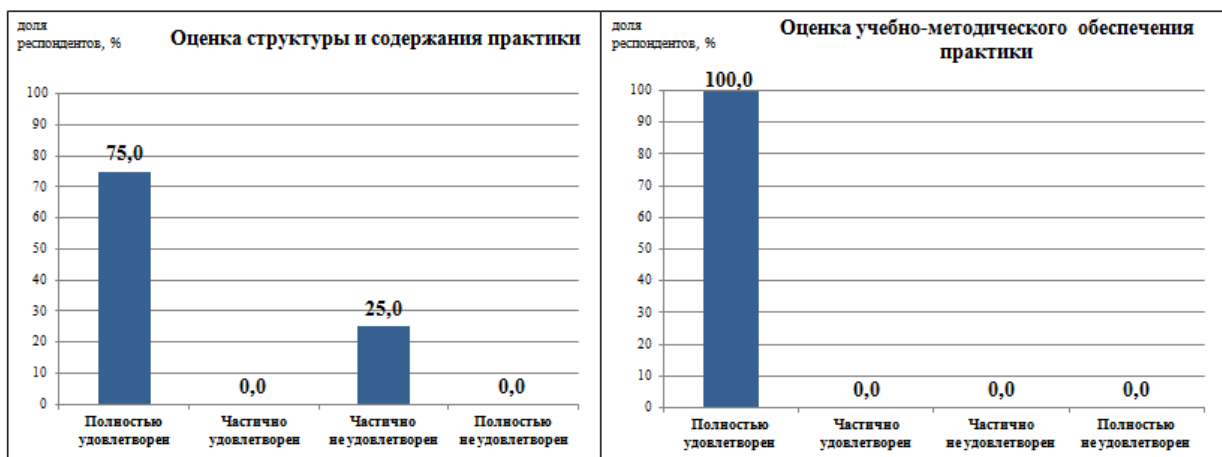 доля
респондентов, %
Оценка структуры и содержания практики
100
90
80
70
60
50
40
30
20
10
0
75,0
0,0
25,0
0,0
Полностью
удовлетворен
Частично
удовлетворен
Частично
не удовлетворен
Полностью
не удовлетворен
доля
респондентов, %
Оценка учебно-методического обеспечения
практики
100
90
80
70
60
50
40
30
20
10
0
100,0
0,0
0,0
0,0
Полностью
удовлетворен
Частично
удовлетворен
Частично
не удовлетворен
Полностью
не удовлетворен